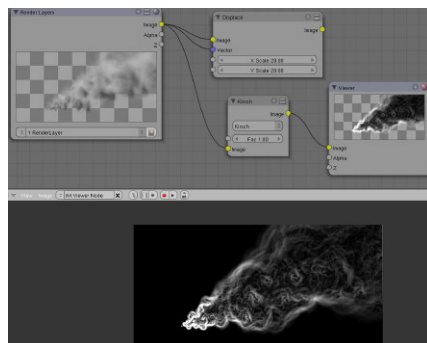 Render Layers
Image
Alpha
Z
1 RenderLayer
Displace
Image
Image
Vector
X Scale 20.00
Y Scale 20.00
Kirsch
Image
Kirsch
Fac 1.00
Image
Viewer
Image
Alpha
Z
View Image
Viewer Node